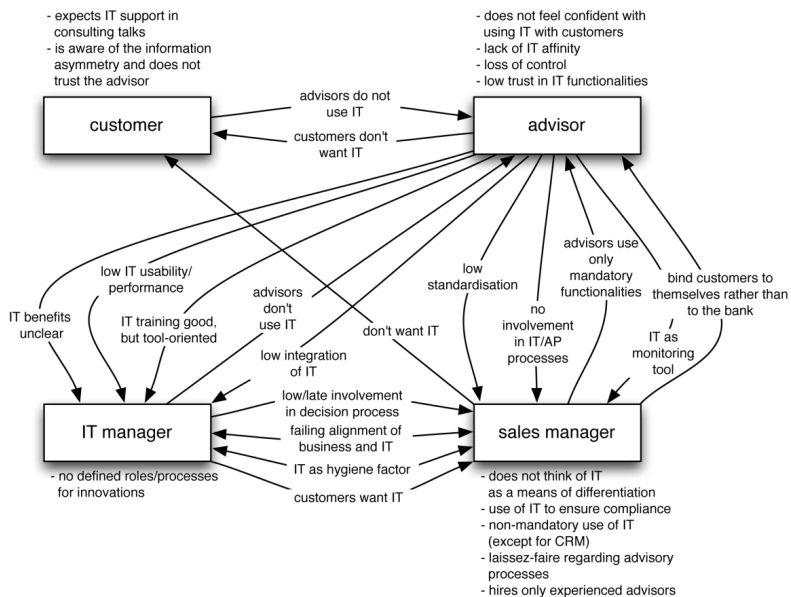 - expects IT support in
consulting talks
- is aware of the information
asymmetry and does not
trust the advisor
- does not feel confident with
using IT with customers
- lack of IT affinity
- loss of control
- low trust in IT functionalities
customer
advisors do not
use IT
customers don't
want IT
advisor
IT benefits
unclear
low IT usability/
performance
IT training good,
but tool-oriented
advisors
don't
use IT
low integration
of IT
don't want IT
low
standardisation
no
involvement
in IT/AP
processes
advisors use
only
mandatory
functionalities
bind customers to
themselves rather than
to the bank
IT as
monitoring
tool
IT manager
low/late involvement
in decision process
failing alignment of
business and IT
IT as hygiene factor
customers want IT
sales manager
- no defined roles/processes
for innovations
- does not think of IT
as a means of differentiation
- use of IT to ensure compliance
- non-mandatory use of IT
(except for CRM)
- laissez-faire regarding advisory
processes
- hires only experienced advisors